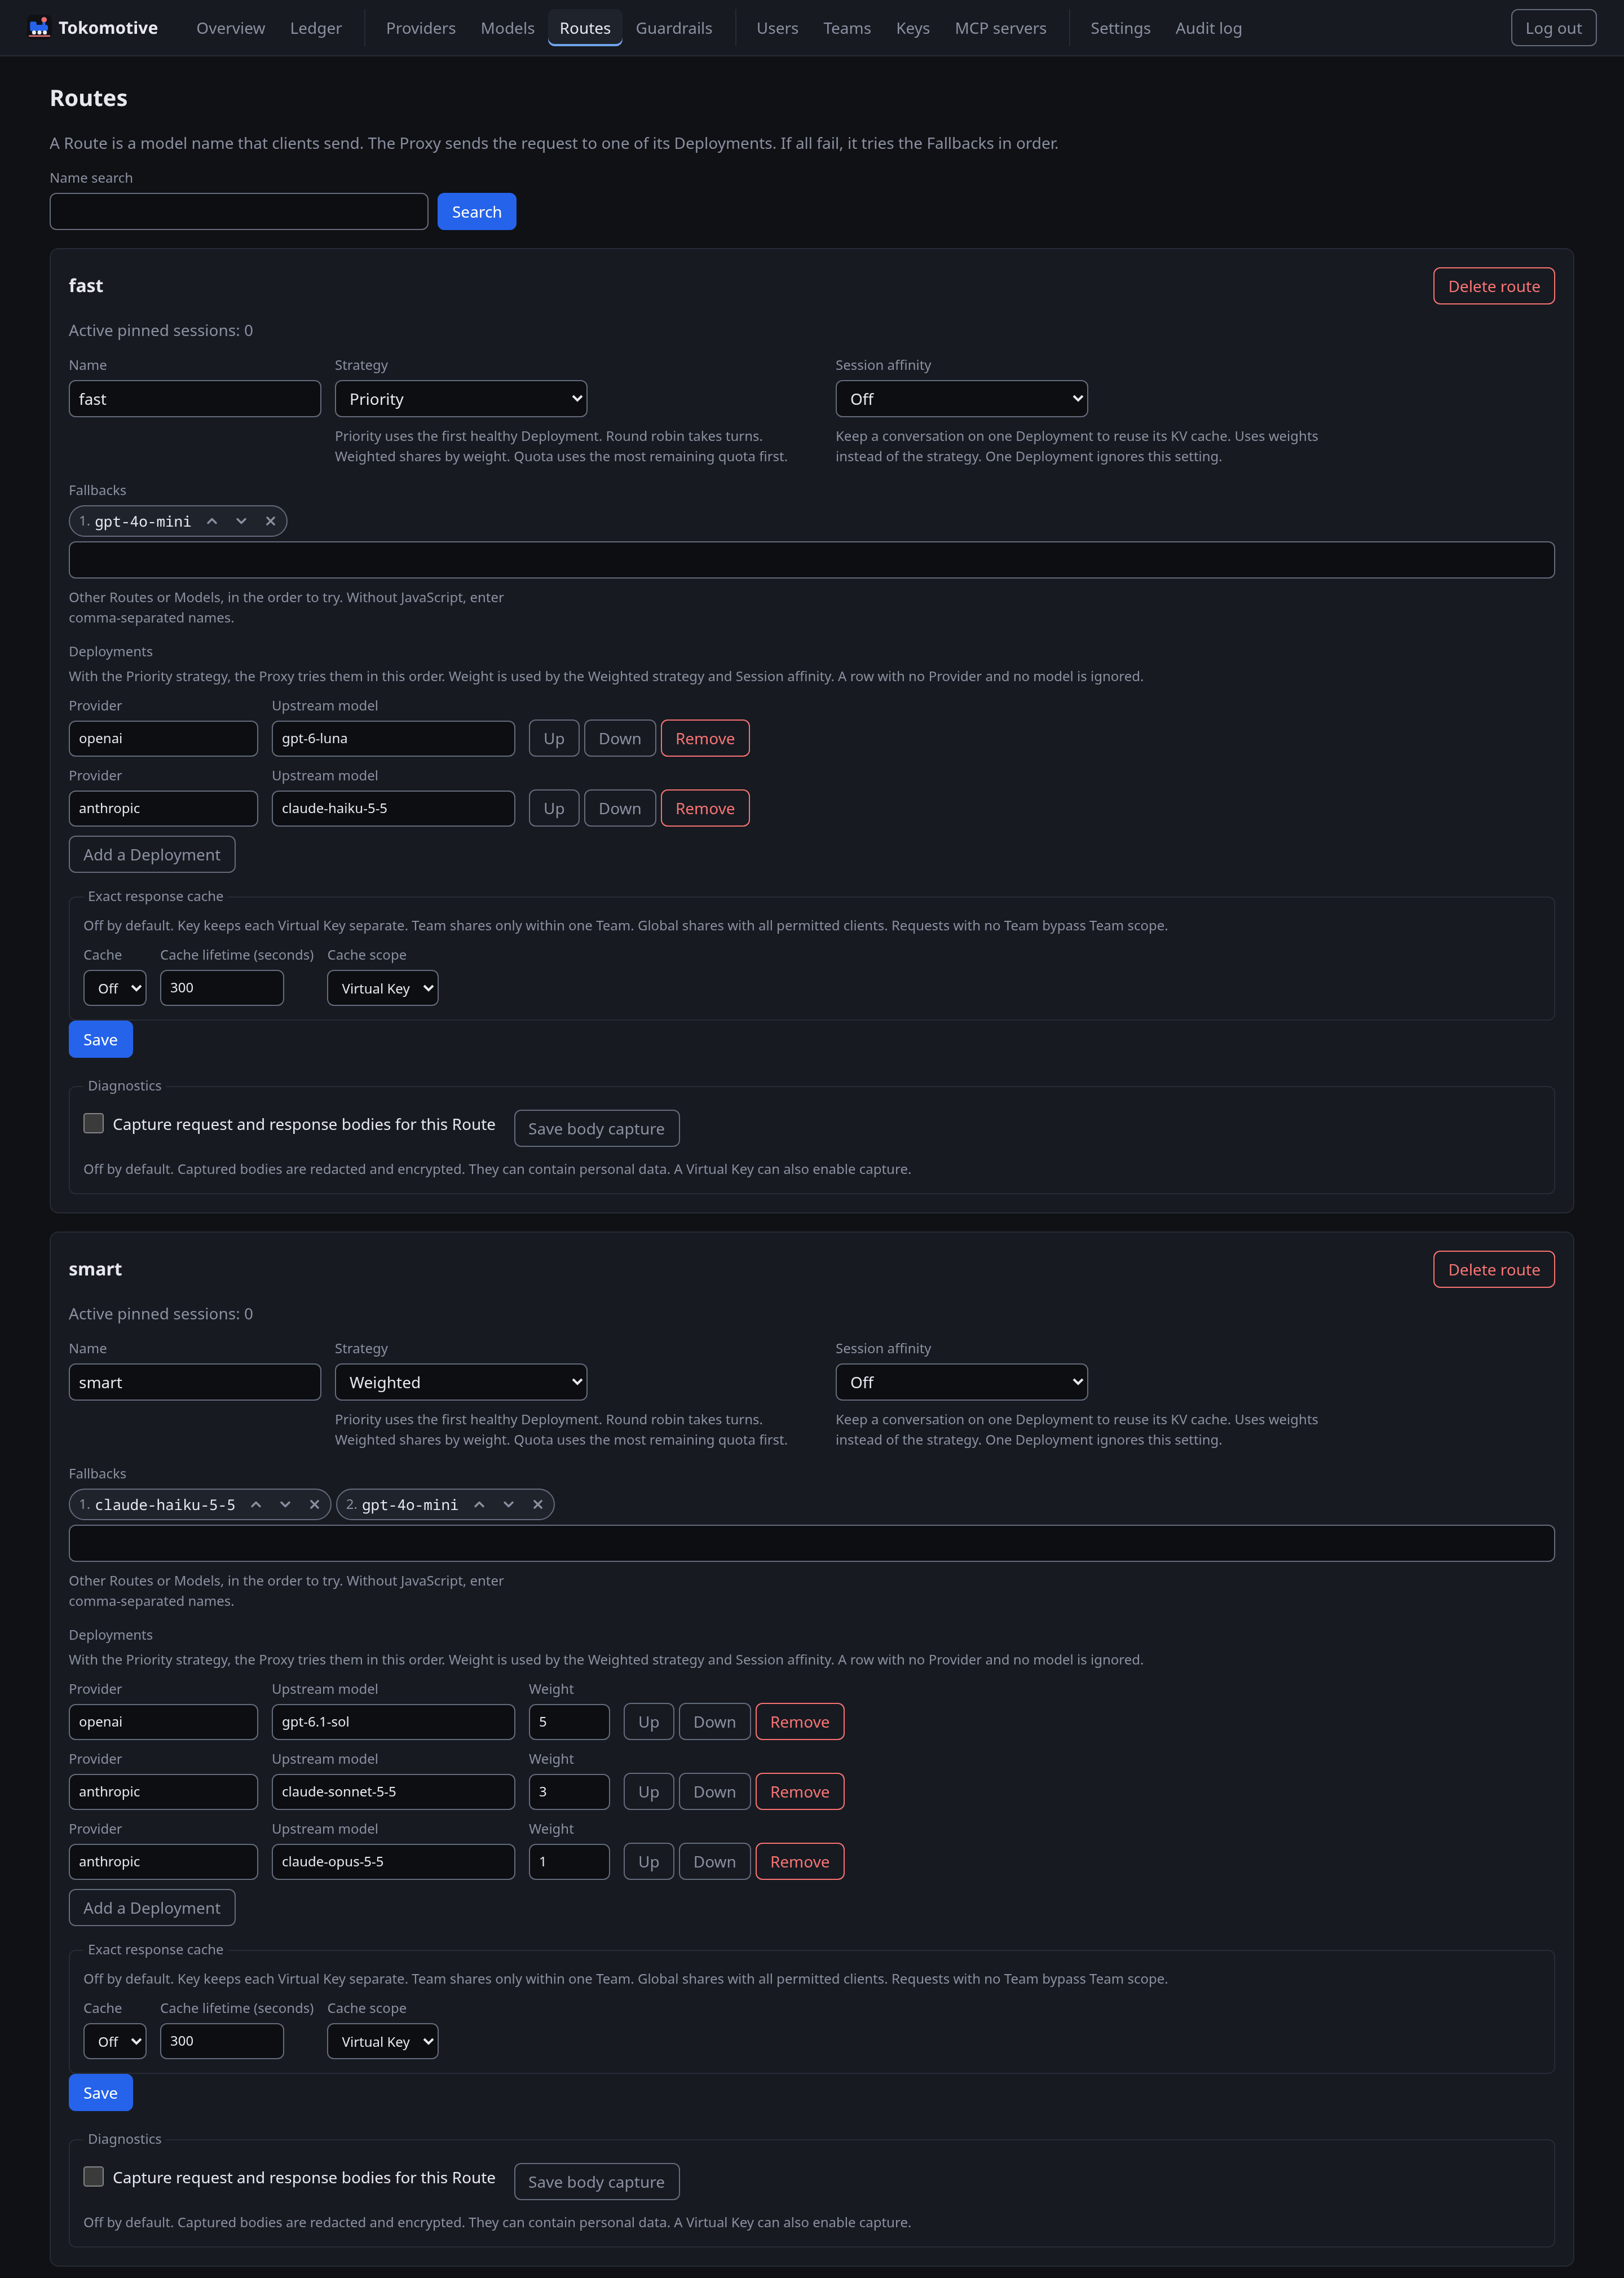 Tokomotive Overview Ledger Providers Models Routes Guardrails Users Teams Keys MCP servers Settings Audit log Log out
Routes
A Route is a model name that clients send. The Proxy sends the request to one of its Deployments. If all fail, it tries the Fallbacks in order.
Name search
Search
fast Delete route
Active pinned sessions: 0
Name Strategy Session affinity
fast Priority Off
Priority uses the first healthy Deployment. Round robin takes turns. Keep a conversation on one Deployment to reuse its KV cache. Uses weights
Weighted shares by weight. Quota uses the most remaining quota first. instead of the strategy. One Deployment ignores this setting.
Fallbacks
1. gpt-4o-mini
Other Routes or Models, in the order to try. Without JavaScript, enter
comma-separated names.
Deployments
With the Priority strategy, the Proxy tries them in this order. Weight is used by the Weighted strategy and Session affinity. A row with no Provider and no model is ignored.
Provider Upstream model
openai gpt-6-luna Up Down Remove
Provider Upstream model
anthropic claude-haiku-5-5 Up Down Remove
Add a Deployment
Exact response cache
Off by default. Key keeps each Virtual Key separate. Team shares only within one Team. Global shares with all permitted clients. Requests with no Team bypass Team scope.
Cache Cache lifetime (seconds) Cache scope
Off 300 Virtual Key
Save
Diagnostics
Capture request and response bodies for this Route Save body capture
Off by default. Captured bodies are redacted and encrypted. They can contain personal data. A Virtual Key can also enable capture.
smart Delete route
Active pinned sessions: 0
Name Strategy Session affinity
smart Weighted Off
Priority uses the first healthy Deployment. Round robin takes turns. Keep a conversation on one Deployment to reuse its KV cache. Uses weights
Weighted shares by weight. Quota uses the most remaining quota first. instead of the strategy. One Deployment ignores this setting.
Fallbacks
1. claude-haiku-5-5 2. gpt-4o-mini
Other Routes or Models, in the order to try. Without JavaScript, enter
comma-separated names.
Deployments
With the Priority strategy, the Proxy tries them in this order. Weight is used by the Weighted strategy and Session affinity. A row with no Provider and no model is ignored.
Provider Upstream model Weight
openai gpt-6.1-sol 5 Up Down Remove
Provider Upstream model Weight
anthropic claude-sonnet-5-5 3 Up Down Remove
Provider Upstream model Weight
anthropic claude-opus-5-5 1 Up Down Remove
Add a Deployment
Exact response cache
Off by default. Key keeps each Virtual Key separate. Team shares only within one Team. Global shares with all permitted clients. Requests with no Team bypass Team scope.
Cache Cache lifetime (seconds) Cache scope
Off 300 Virtual Key
Save
Diagnostics
Capture request and response bodies for this Route Save body capture
Off by default. Captured bodies are redacted and encrypted. They can contain personal data. A Virtual Key can also enable capture.